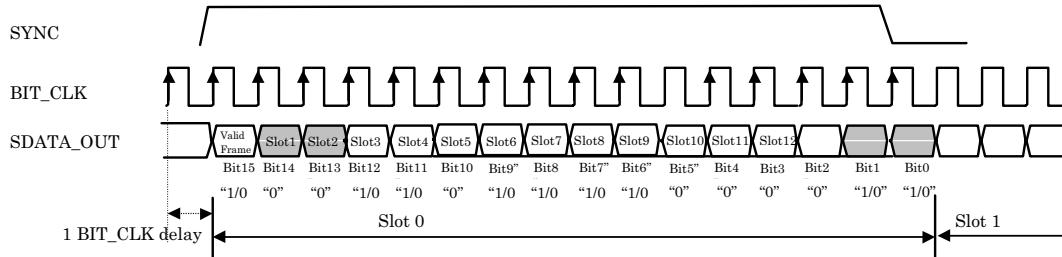 SYNC
BIT_CLK
SDATA_OUT
Valid Frame Slot1 Slot2 Slot3 Slot4 Slot5 Slot6 Slot7 Slot8 Slot9 Slot10 Slot11 Slot12
Bit15 Bit14 Bit13 Bit12 Bit11 Bit10 Bit9” Bit8 Bit7” Bit6” Bit5” Bit4 Bit3 Bit2 Bit1 Bit0
“1/0 “0” “0” “1/0 “1/0 “0” “1/0 “1/0 “1/0 “1/0 “0” “0” “0” “0” “1/0” “1/0”
Slot 0 Slot 1
1 BIT_CLK delay